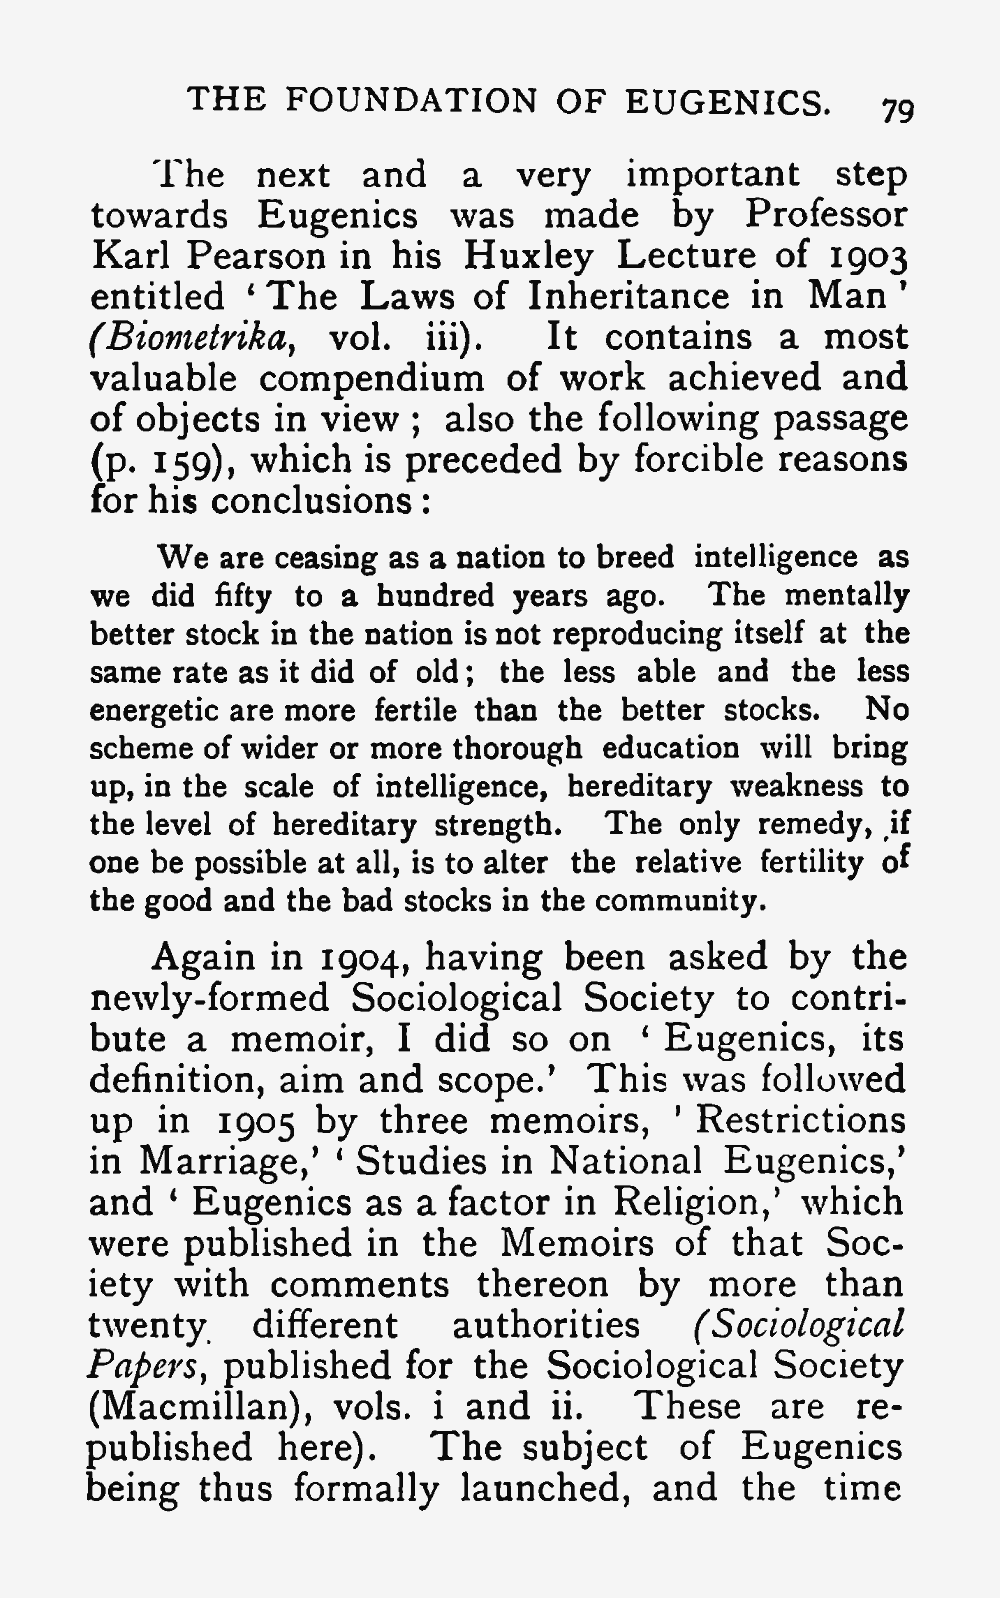 THE FOUNDATION OF EUGENICS. 79
The next and a very important step
towards Eugenics was made by Professor
Karl Pearson in his Huxley Lecture of 1903
entitled ‘The Laws of Inheritance in Man’
(Biometrika, vol. iii). It contains a most
valuable compendium of work achieved and
of objects in view ; also the following passage
(p. 159), which is preceded by forcible reasons
for his conclusions :
We are ceasing as a nation to breed intelligence as
we did fifty to a hundred years ago. The mentally
better stock in the nation is not reproducing itself at the
same rate as it did of old ; the less able and the less
energetic are more fertile than the better stocks. No
scheme of wider or more thorough education will bring
up, in the scale of intelligence, hereditary weakness to
the level of hereditary strength. The only remedy, if
one be possible at all, is to alter the relative fertility of
the good and the bad stocks in the community.
Again in 1904, having been asked by the
newly-formed Sociological Society to contri-
bute a memoir, I did so on ‘ Eugenics, its
definition, aim and scope.’ This was followed
up in 1905 by three memoirs, ' Restrictions
in Marriage,’ ‘ Studies in National Eugenics,’
and ‘ Eugenics as a factor in Religion,’ which
were published in the Memoirs of that Soc-
iety with comments thereon by more than
twenty different authorities (Sociological
Papers, published for the Sociological Society
(Macmillan), vols. i and ii. These are re-
published here). The subject of Eugenics
being thus formally launched, and the time